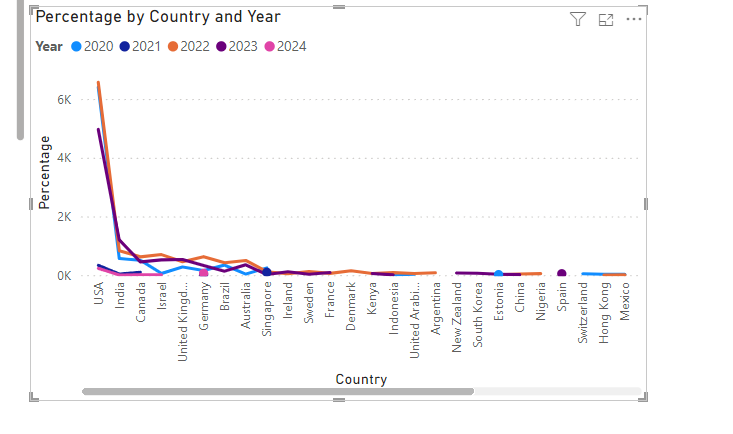 Percentage by Country and Year
Year 2020 2021 2022 2023 2024
6K
4K
2K
0K
Percentage
USA
India
Canada
Israel
United Kingd...
Germany
Brazil
Australia
Singapore
Ireland
Sweden
France
Denmark
Kenya
Indonesia
United Arabi...
Argentina
New Zealand
South Korea
Estonia
China
Nigeria
Spain
Switzerland
Hong Kong
Mexico
Country